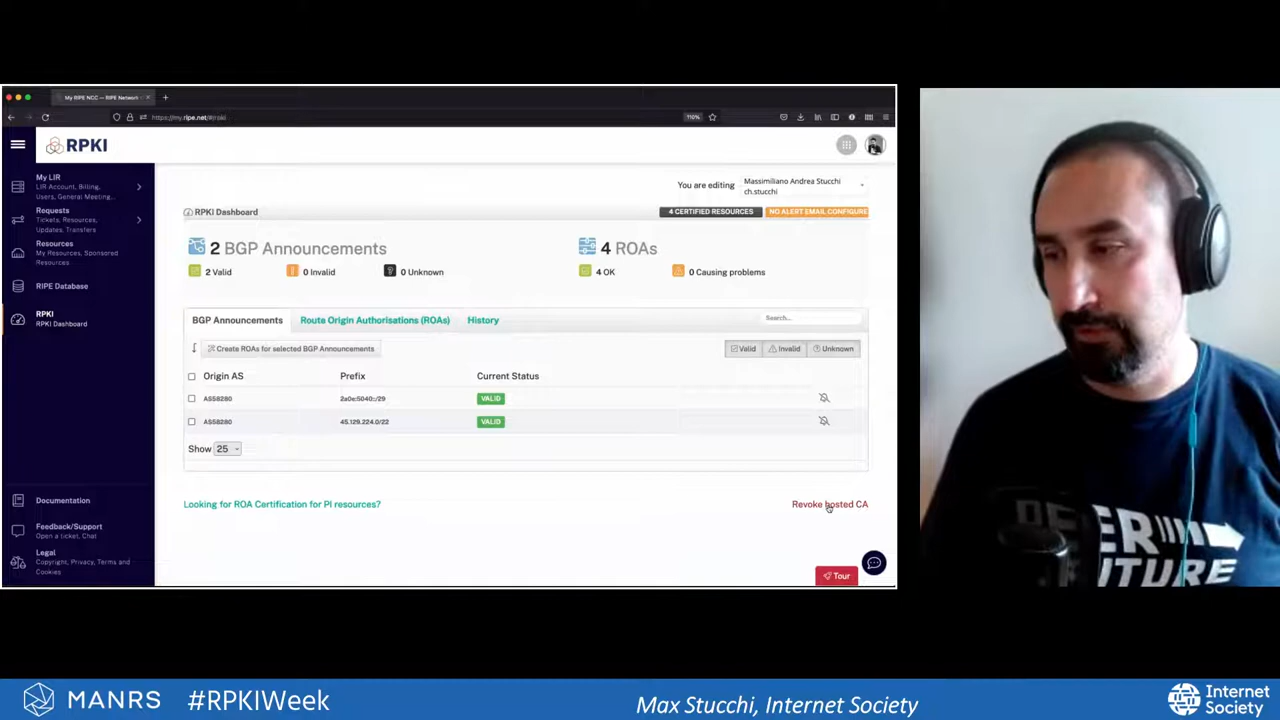 My RIPE NCC — RIPE Network
https://my.ripe.net/#/rpki
110%
RPKI
My LIR
LIR Account, Billing,
Users, General Meeting...
Requests
Tickets, Resources,
Updates, Transfers
Resources
My Resources, Sponsored
Resources
RIPE Database
RPKI
RPKI Dashboard
Documentation
Feedback/Support
Open a ticket, Chat
Legal
Copyright, Privacy, Terms and
Cookies
You are editing
Massimiliano Andrea Stucchi
ch.stucchi
RPKI Dashboard
4 CERTIFIED RESOURCES
NO ALERT EMAIL CONFIGURE
2 BGP Announcements
4 ROAs
2 Valid
0 Invalid
0 Unknown
4 OK
0 Causing problems
BGP Announcements
Route Origin Authorisations (ROAs)
History
Search...
Create ROAs for selected BGP Announcements
Valid
Invalid
Unknown
Origin AS
Prefix
Current Status
AS58280
2a0e:5040::/29
VALID
AS58280
45.129.224.0/22
VALID
Show 25
Looking for ROA Certification for PI resources?
Revoke hosted CA
Tour
MANRS
#RPKIWeek
Max Stucchi, Internet Society
Internet
Society